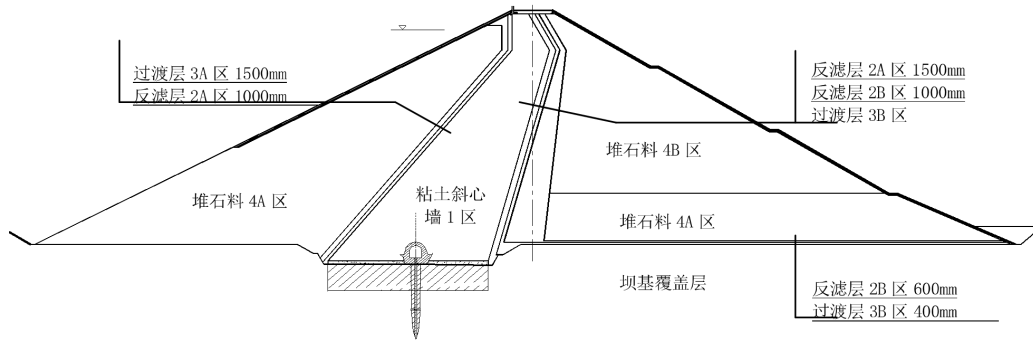 过渡层 3A 区 1500mm
反滤层 2A 区 1000mm
反滤层 2A 区 1500mm
反滤层 2B 区 1000mm
过渡层 3B 区
堆石料 4B 区
粘土斜心
墙 1 区
堆石料 4A 区
堆石料 4A 区
坝基覆盖层
反滤层 2B 区 600mm
过渡层 3B 区 400mm